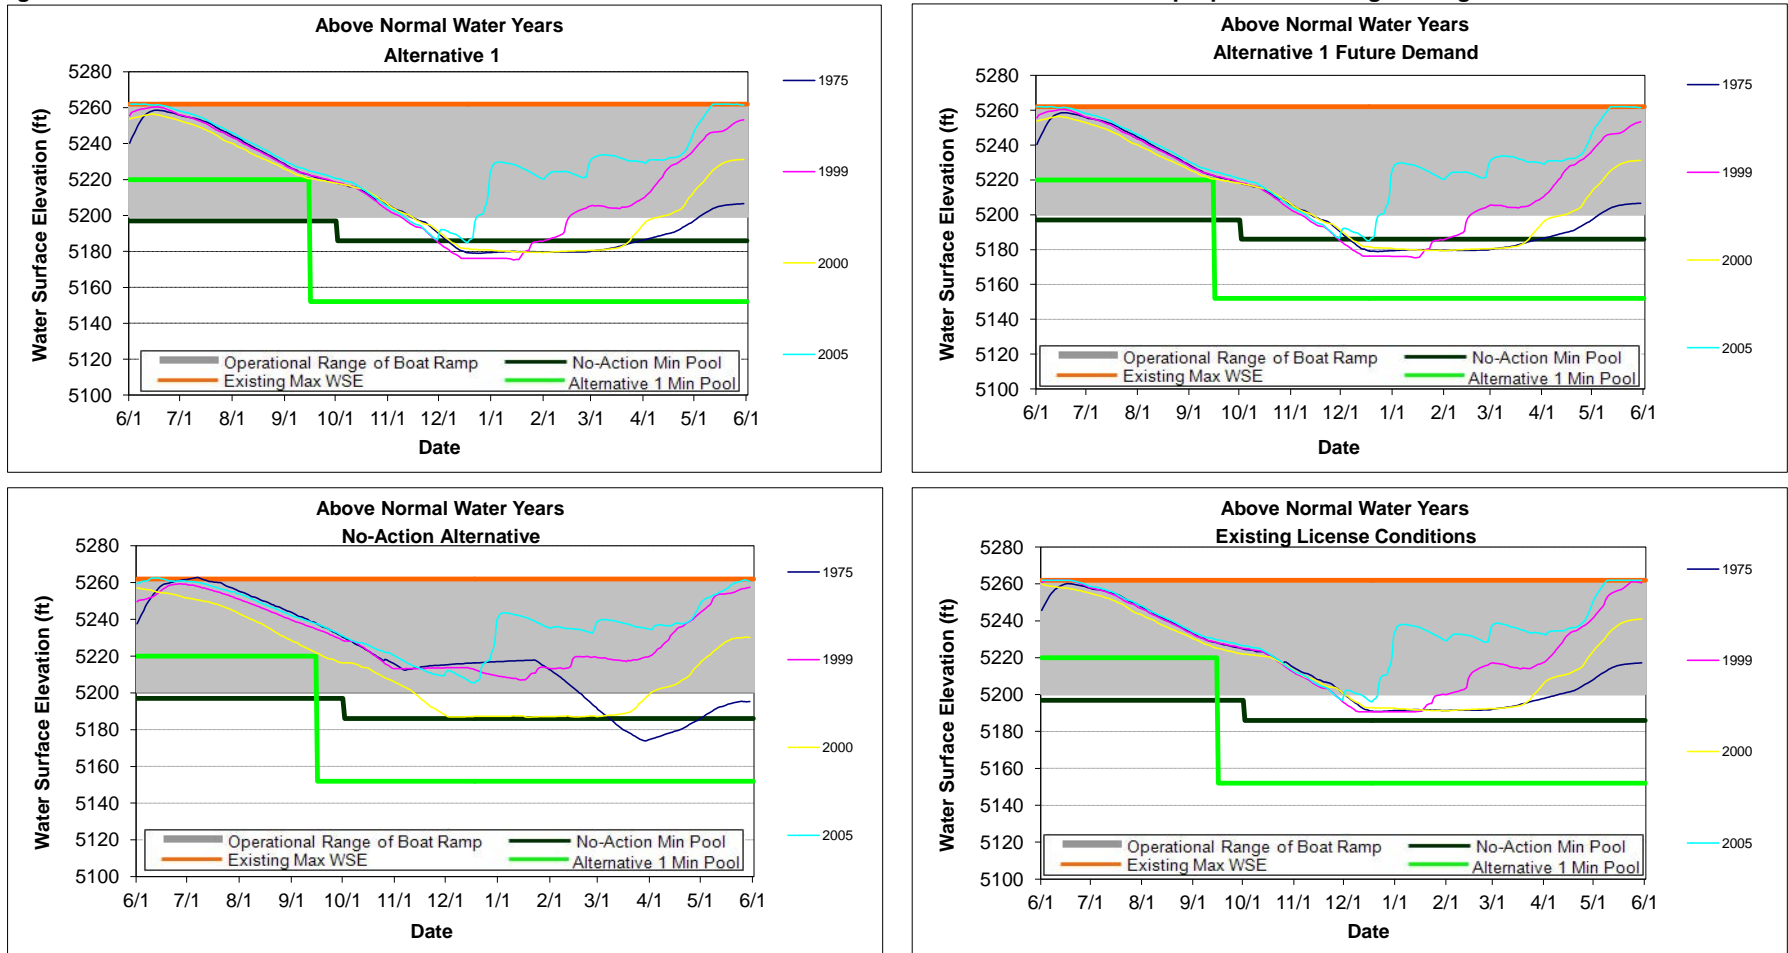 Above Normal Water Years
Alternative 1
Water Surface Elevation (ft)
5280
5260
5240
5220
5200
5180
5160
5140
5120
5100
Operational Range of Boat Ramp
No-Action Min Pool
Existing Max WSE
Alternative 1 Min Pool
6/1 7/1 8/1 9/1 10/1 11/1 12/1 1/1 2/1 3/1 4/1 5/1 6/1
Date
1975
1999
2000
2005
Above Normal Water Years
Alternative 1 Future Demand
Water Surface Elevation (ft)
5280
5260
5240
5220
5200
5180
5160
5140
5120
5100
Operational Range of Boat Ramp
No-Action Min Pool
Existing Max WSE
Alternative 1 Min Pool
6/1 7/1 8/1 9/1 10/1 11/1 12/1 1/1 2/1 3/1 4/1 5/1 6/1
Date
1975
1999
2000
2005
Above Normal Water Years
No-Action Alternative
Water Surface Elevation (ft)
5280
5260
5240
5220
5200
5180
5160
5140
5120
5100
Operational Range of Boat Ramp
No-Action Min Pool
Existing Max WSE
Alternative 1 Min Pool
6/1 7/1 8/1 9/1 10/1 11/1 12/1 1/1 2/1 3/1 4/1 5/1 6/1
Date
1975
1999
2000
2005
Above Normal Water Years
Existing License Conditions
Water Surface Elevation (ft)
5280
5260
5240
5220
5200
5180
5160
5140
5120
5100
Operational Range of Boat Ramp
No-Action Min Pool
Existing Max WSE
Alternative 1 Min Pool
6/1 7/1 8/1 9/1 10/1 11/1 12/1 1/1 2/1 3/1 4/1 5/1 6/1
Date
1975
1999
2000
2005